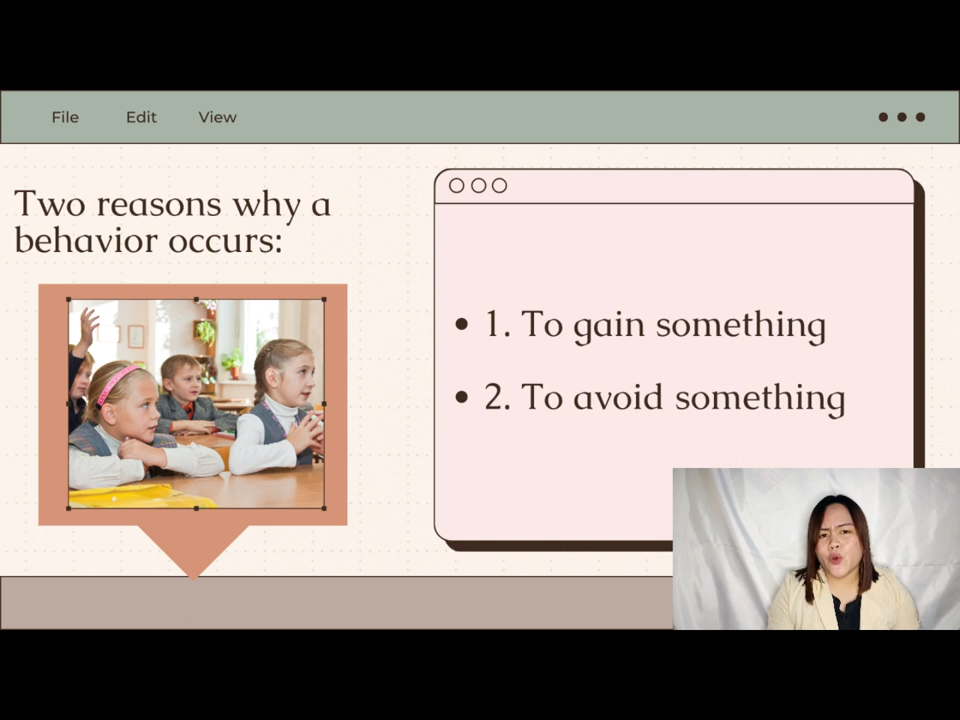 File Edit View
Two reasons why a
behavior occurs:
• 1. To gain something
• 2. To avoid something